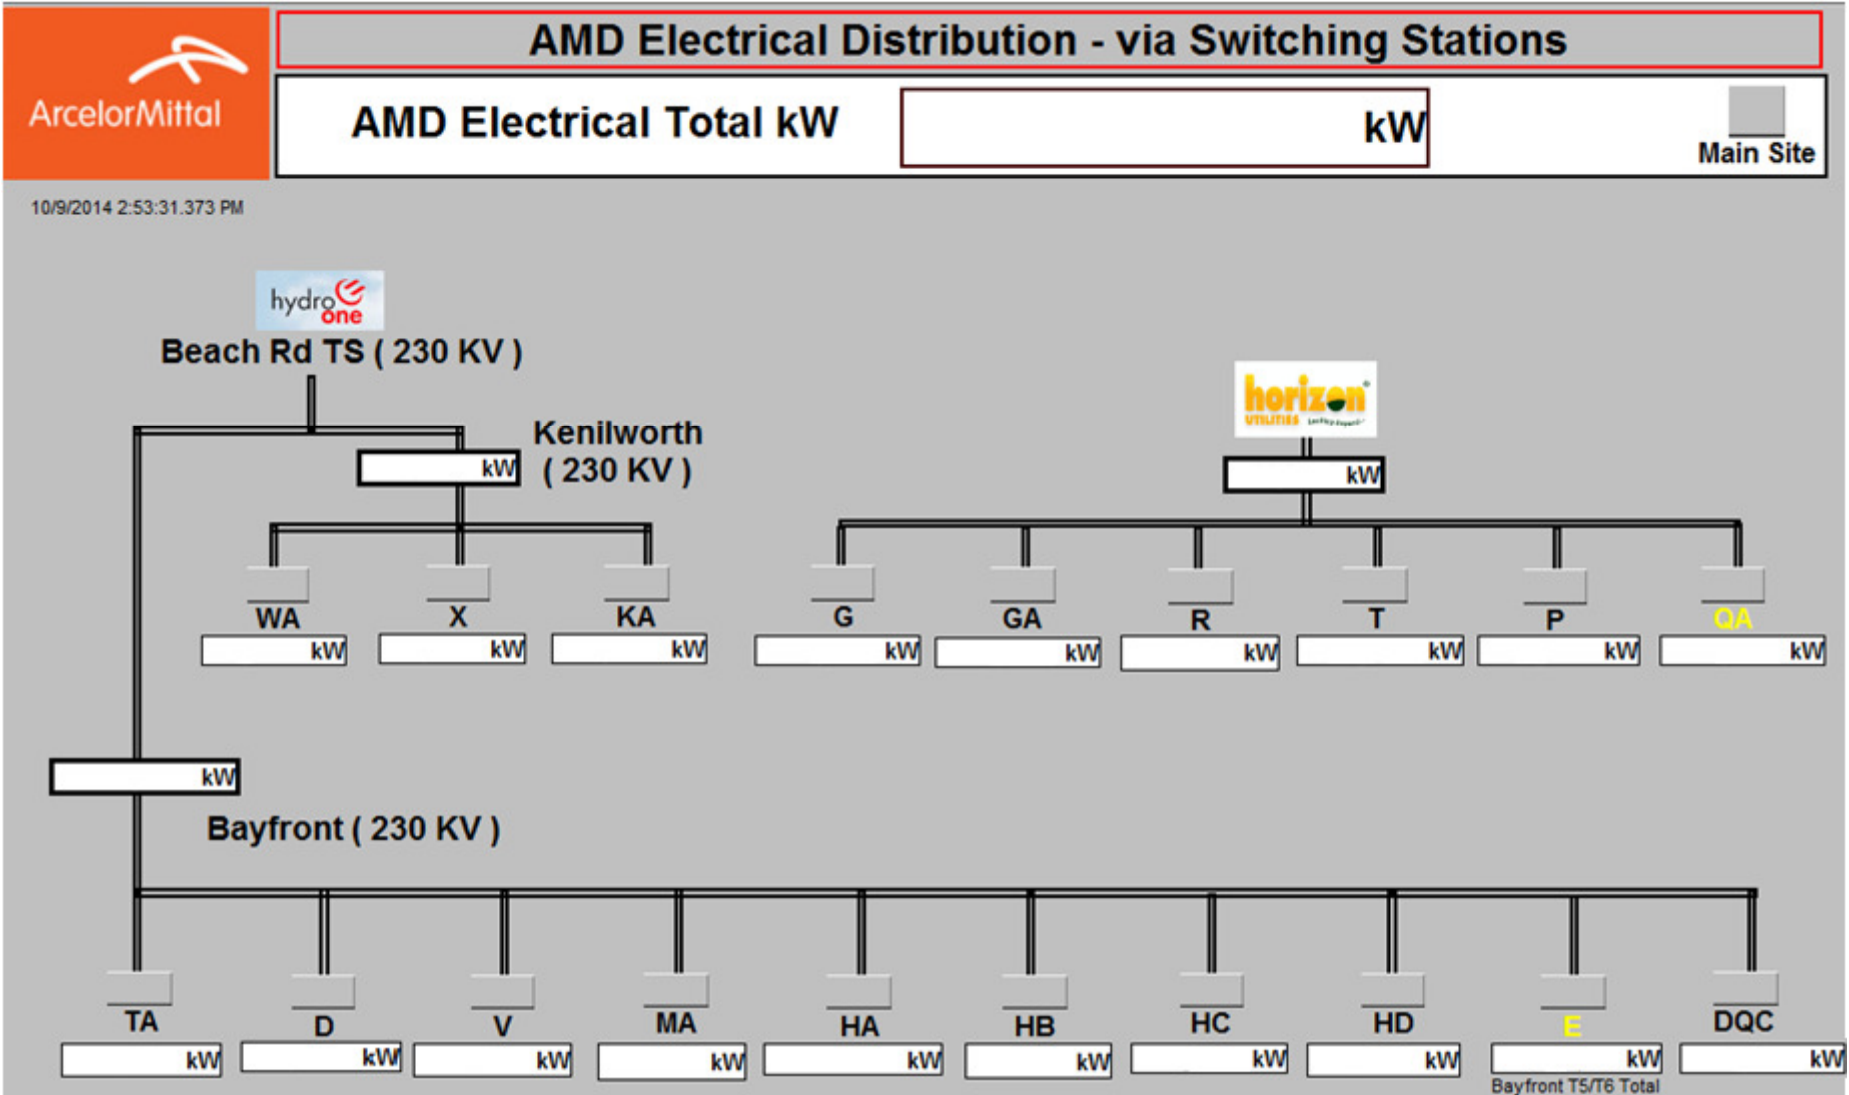 AMD Electrical Distribution - via Switching Stations
ArcelorMittal
AMD Electrical Total kW
kW
Main Site
10/9/2014 2:53:31.373 PM
hydro
one
Beach Rd TS ( 230 KV )
horizon
UTILITIES
Kenilworth
( 230 KV )
kW
kW
WA X KA G GA R T P QA
kW kW kW kW kW kW kW kW kW
kW
Bayfront ( 230 KV )
TA D V MA HA HB HC HD E DQC
kW kW kW kW kW kW kW kW kW kW
Bayfront T5/T6 Total